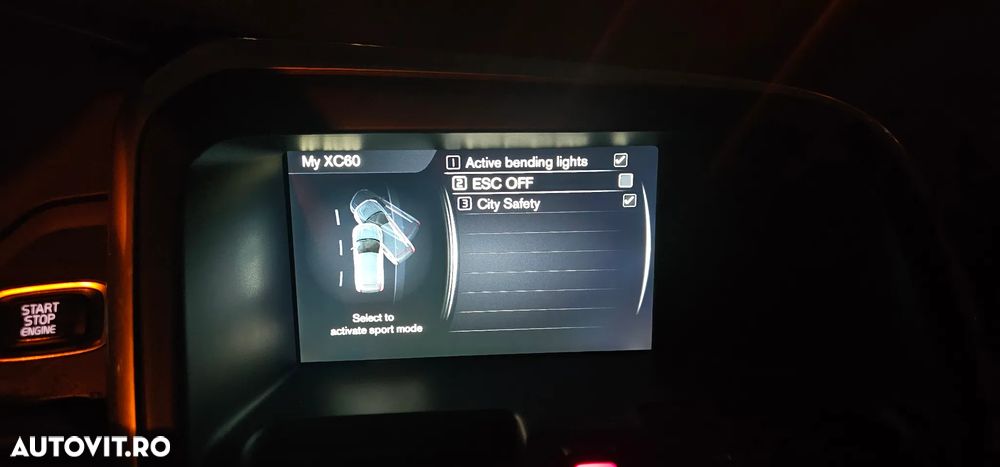 My XC60
1 Active bending lights
2 ESC OFF
3 City Safety
Select to
activate sport mode
START
STOP
ENGINE
AUTOVIT.RO